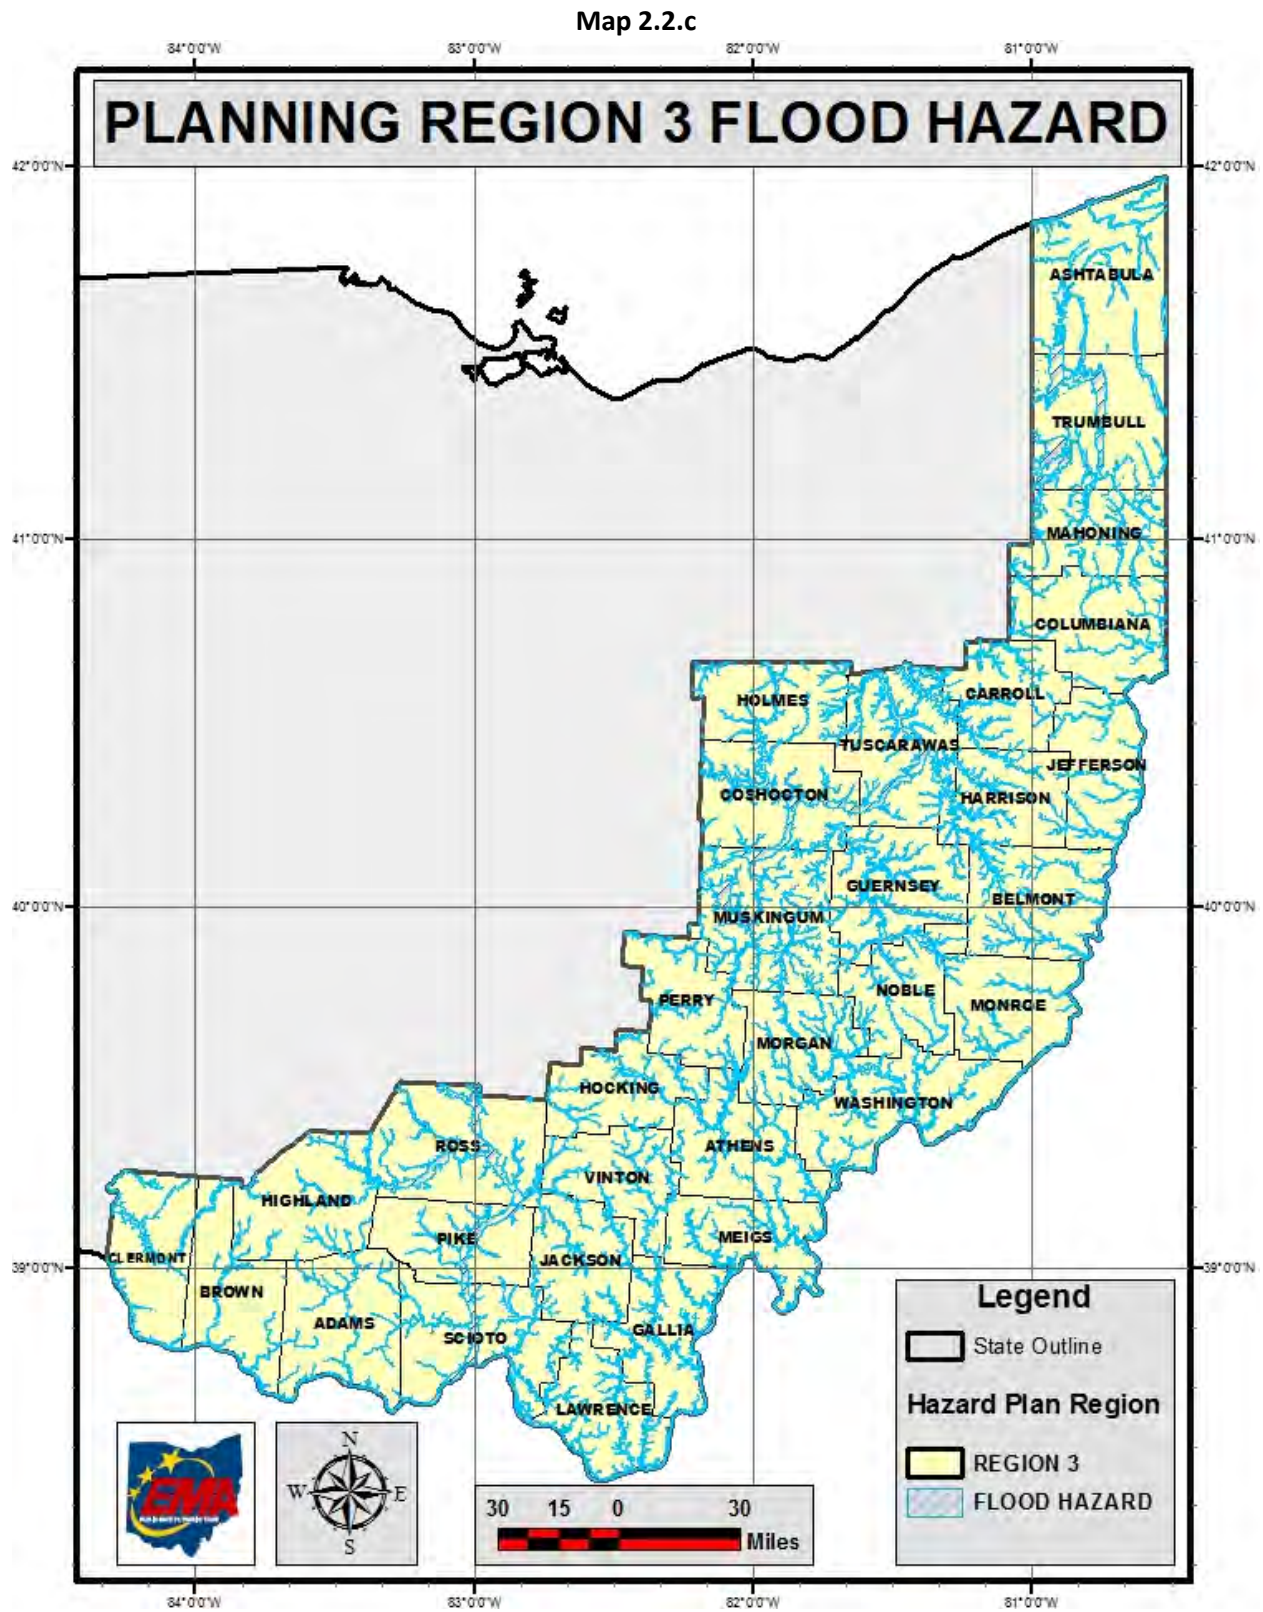 Map 2.2.c
84°0'0"W 83°0'0"W 82°0'0"W 81°0'0"W
PLANNING REGION 3 FLOOD HAZARD
42°0'0"N 42°0'0"N
ASHTABULA
TRUMBULL
41°0'0"N MAHONING 41°0'0"N
COLUMBIANA
HOLMES CARROLL
TUSCARAWAS
JEFFERSON
COSHOCTON HARRISON
GUERNSEY
BELMONT
40°0'0"N 40°0'0"N
MUSKINGUM
PERRY NOBLE MONROE
MORGAN
HOCKING
WASHINGTON
ROSS ATHENS
VINTON
HIGHLAND
PIKE MEIGS
CLERMONT JACKSON
39°0'0"N 39°0'0"N
BROWN
ADAMS GALLIA
SCIOTO
LAWRENCE
Legend
State Outline
Hazard Plan Region
REGION 3
FLOOD HAZARD
EMA
N
W E
S
30 15 0 30
Miles
84°0'0"W 83°0'0"W 82°0'0"W 81°0'0"W